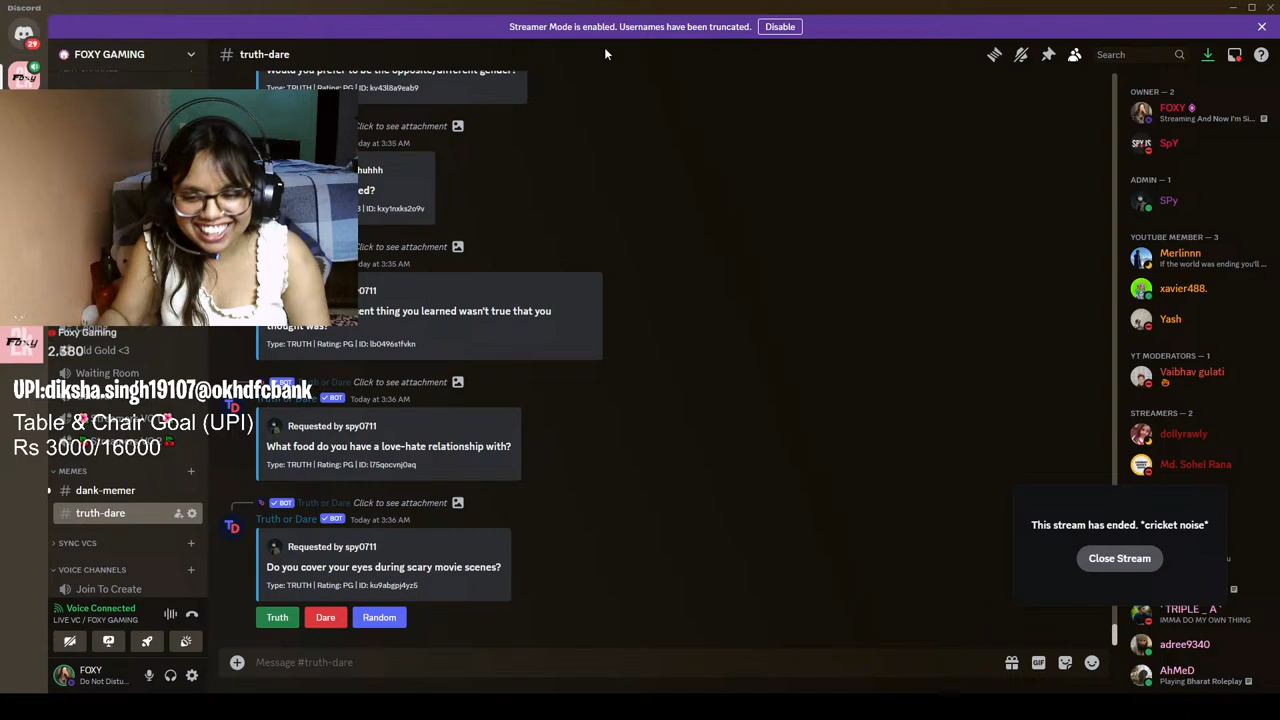 Discord
Streamer Mode is enabled. Usernames have been truncated.
Disable
29
FOXY GAMING
truth-dare
Search
Would you prefer to be the opposite/different gender?
Type: TRUTH | Rating: PG | ID: kv43l8a9eab9
Click to see attachment
Today at 3:35 AM
uhhh
ed?
ID: kxy1nxks2o9v
Click to see attachment
Today at 3:35 AM
0711
ent thing you learned wasn't true that you
thought was?
Type: TRUTH | Rating: PG | ID: lb0496s1fvkn
BOT Truth or Dare Click to see attachment
Truth or Dare BOT Today at 3:36 AM
Requested by spy0711
What food do you have a love-hate relationship with?
Type: TRUTH | Rating: PG | ID: l75qocvnj0aq
BOT Truth or Dare Click to see attachment
Truth or Dare BOT Today at 3:36 AM
Requested by spy0711
Do you cover your eyes during scary movie scenes?
Type: TRUTH | Rating: PG | ID: ku9abgpj4yz5
Truth
Dare
Random
Message #truth-dare
GIF
Foxy
Foxy
Foxy Gaming
2,380
ld Gold <3
Waiting Room
UPI:diksha.singh19107@okhdfcbank
Table & Chair Goal (UPI)
Rs 3000/16000
MEMES
dank-memer
truth-dare
SYNC VCS
VOICE CHANNELS
Join To Create
Voice Connected
LIVE VC / FOXY GAMING
FOXY
Do Not Distu...
OWNER — 2
FOXY
Streaming And Now I'm Si...
SpY
ADMIN — 1
SPy
YOUTUBE MEMBER — 3
Merlinnn
If the world was ending you'll ...
xavier488.
Yash
YT MODERATORS — 1
Vaibhav gulati
STREAMERS — 2
dollyrawly
Md. Sohel Rana
This stream has ended. *cricket noise*
Close Stream
TRIPLE _ A
IMMA DO MY OWN THING
adree9340
AhMeD
Playing Bharat Roleplay